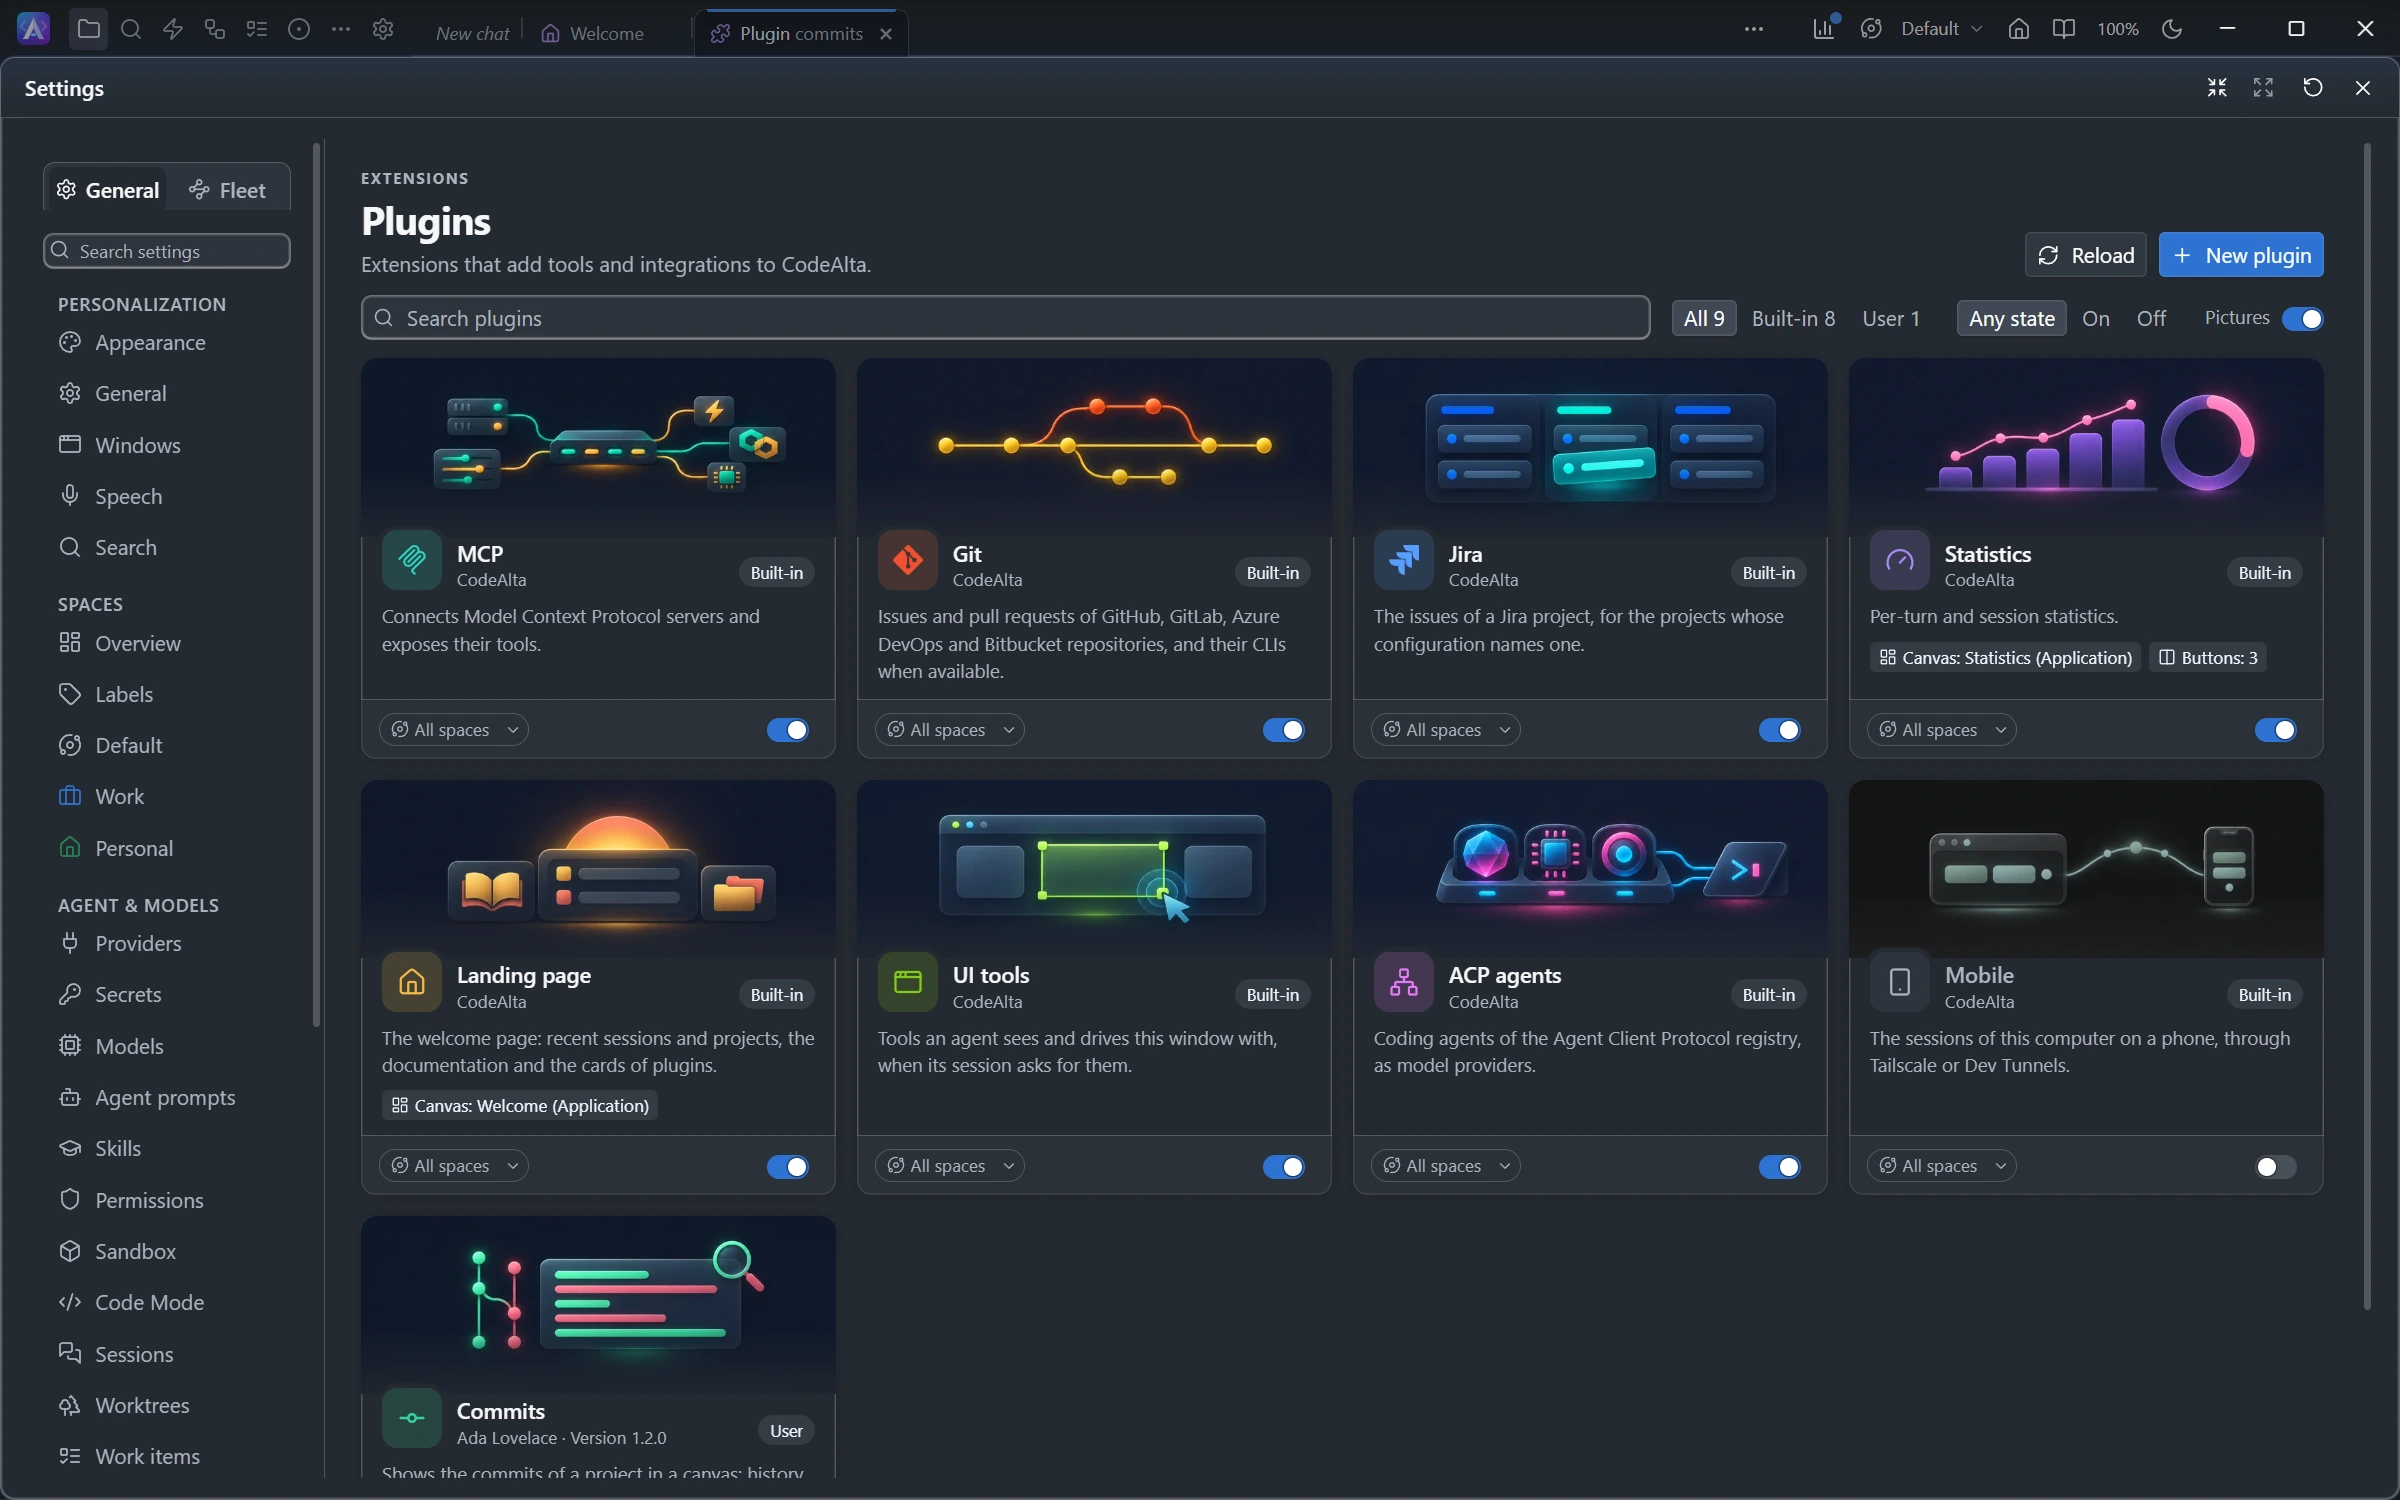 New chat
Welcome
Plugin commits
Default
100%
Settings
General
Fleet
Search settings
PERSONALIZATION
Appearance
General
Windows
Speech
Search
SPACES
Overview
Labels
Default
Work
Personal
AGENT & MODELS
Providers
Secrets
Models
Agent prompts
Skills
Permissions
Sandbox
Code Mode
Sessions
Worktrees
Work items
EXTENSIONS
Plugins
Extensions that add tools and integrations to CodeAlta.
Reload
New plugin
Search plugins
All 9
Built-in 8
User 1
Any state
On
Off
Pictures
MCP
CodeAlta
Built-in
Connects Model Context Protocol servers and
exposes their tools.
All spaces
Git
CodeAlta
Built-in
Issues and pull requests of GitHub, GitLab, Azure
DevOps and Bitbucket repositories, and their CLIs
when available.
All spaces
Jira
CodeAlta
Built-in
The issues of a Jira project, for the projects whose
configuration names one.
All spaces
Statistics
CodeAlta
Built-in
Per-turn and session statistics.
Canvas: Statistics (Application)
Buttons: 3
All spaces
Landing page
CodeAlta
Built-in
The welcome page: recent sessions and projects, the
documentation and the cards of plugins.
Canvas: Welcome (Application)
All spaces
UI tools
CodeAlta
Built-in
Tools an agent sees and drives this window with,
when its session asks for them.
All spaces
ACP agents
CodeAlta
Built-in
Coding agents of the Agent Client Protocol registry,
as model providers.
All spaces
Mobile
CodeAlta
Built-in
The sessions of this computer on a phone, through
Tailscale or Dev Tunnels.
All spaces
Commits
Ada Lovelace · Version 1.2.0
User
Shows the commits of a project in a canvas: history